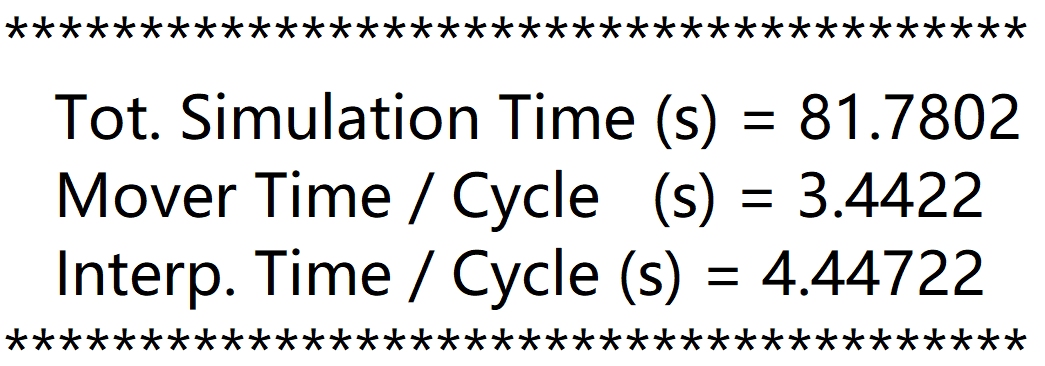 **************************************
Tot. Simulation Time (s) = 81.7802
Mover Time / Cycle   (s) = 3.4422
Interp. Time / Cycle (s) = 4.44722
**************************************